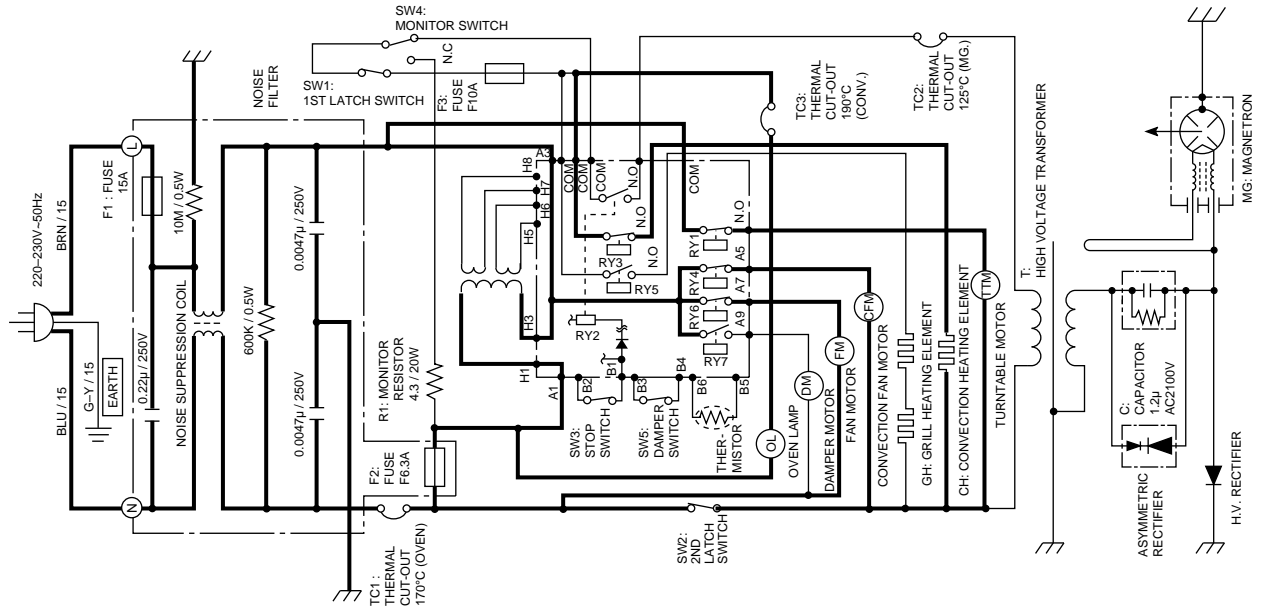 220–230V~50Hz
BRN / 15
BLU / 15
G–Y / 15
EARTH
L
N
F1 : FUSE
15A
0.22µ / 250V
10M / 0.5W
NOISE SUPPRESSION COIL
600K / 0.5W
0.0047µ / 250V
0.0047µ / 250V
NOISE
FILTER
TC1:
THERMAL
CUT-OUT
170°C (OVEN)
F2:
FUSE
F6.3A
R1: MONITOR
RESISTOR
4.3 / 20W
SW4:
MONITOR SWITCH
N.C
SW1:
1ST LATCH SWITCH
F3:
FUSE
F10A
A3
H8
H7
H6
H5
H3
H1
A1
COM
COM
COM
COM
N.O
N.O
N.O
N.O
RY3
RY5
RY2
RY1
RY4
RY6
RY7
A5
A7
A9
B1
B2
B3
B4
B6
B5
SW3:
STOP
SWITCH
SW5:
DAMPER
SWITCH
THER-
MISTOR
SW2:
2ND
LATCH
SWITCH
TC3:
THERMAL
CUT-OUT
190°C
(CONV.)
TC2:
THERMAL
CUT-OUT
125°C (MG.)
OL
OVEN LAMP
DM
DAMPER MOTOR
FM
FAN MOTOR
CFM
CONVECTION FAN MOTOR
GH: GRILL HEATING ELEMENT
CH: CONVECTION HEATING ELEMENT
TTM
TURNTABLE MOTOR
T:
HIGH VOLTAGE TRANSFORMER
MG: MAGNETRON
C:
CAPACITOR
1.2µ
AC2100V
ASYMMETRIC
RECTIFIER
H.V. RECTIFIER